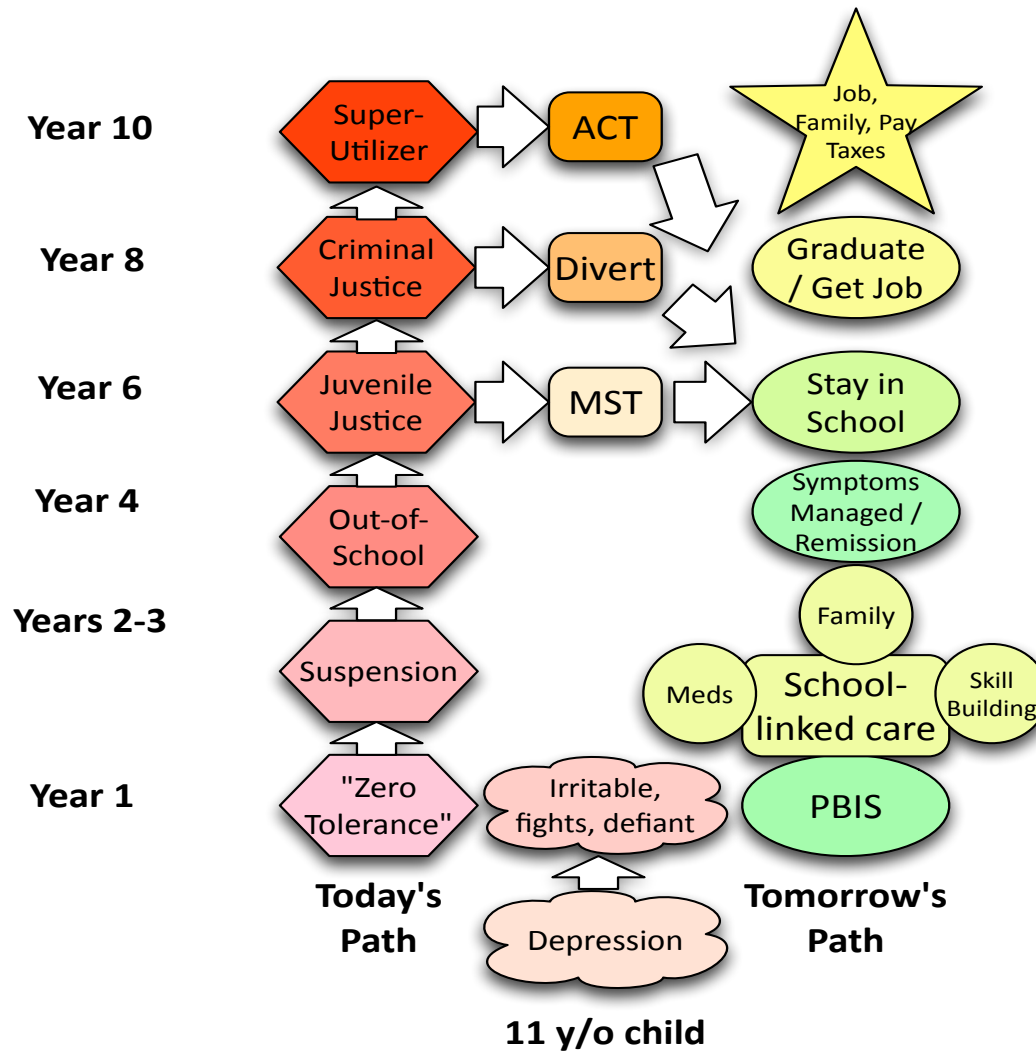 Year 10
Super-
Utilizer
ACT
Job,
Family, Pay
Taxes
Year 8
Criminal
Justice
Divert
Graduate
/ Get Job
Year 6
Juvenile
Justice
MST
Stay in
School
Year 4
Out-of-
School
Symptoms
Managed /
Remission
Years 2-3
Suspension
Family
Meds
School-
linked care
Skill
Building
Year 1
"Zero
Tolerance"
Irritable,
fights, defiant
PBIS
Today's
Path
Depression
Tomorrow's
Path
11 y/o child